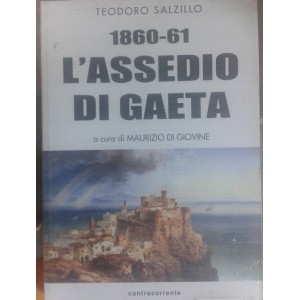 TEODORO SALZILLO
1860-61
L'ASSEDIO
DI GAETA
a cura di MAURIZIO DI GIOVINE
controcorrente